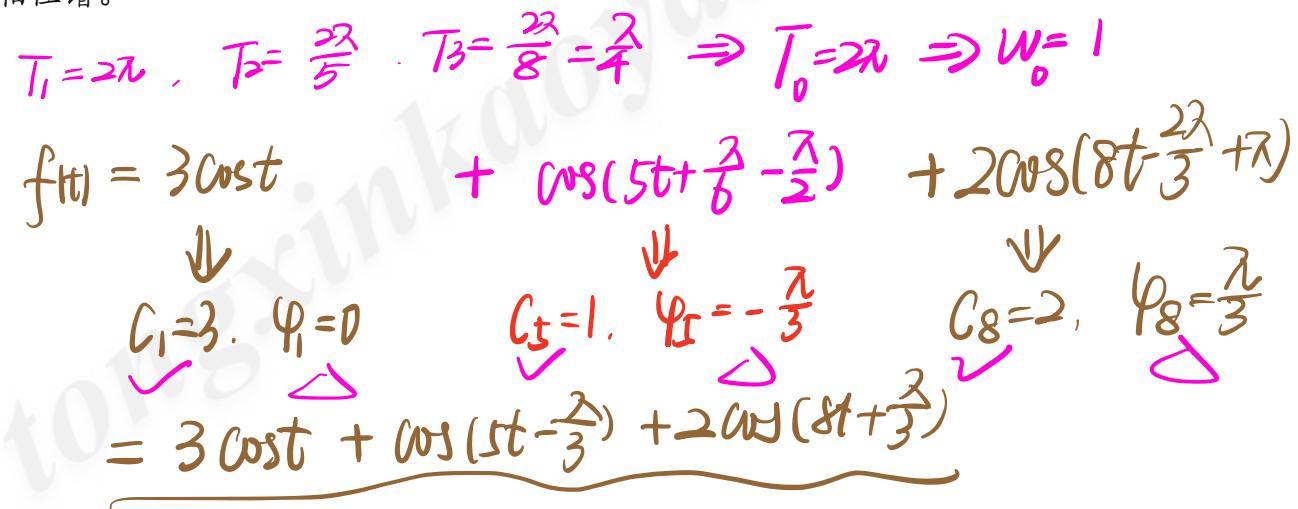 T₁=2π, T₂=2π/5. T₃=2π/8=π/4 ⇒ T₀=2π ⇒ W₀=1
f(t) = 3cost + cos(5t+π/6-π/2) + 2cos(8t-2π/3+π)
⇓ ⇓ ⇓
C₁=3. φ₁=0 C₅=1. φ₅=-π/3 C₈=2, φ₈=π/3
= 3cost + cos(5t-π/3) + 2cos(8t+π/3)